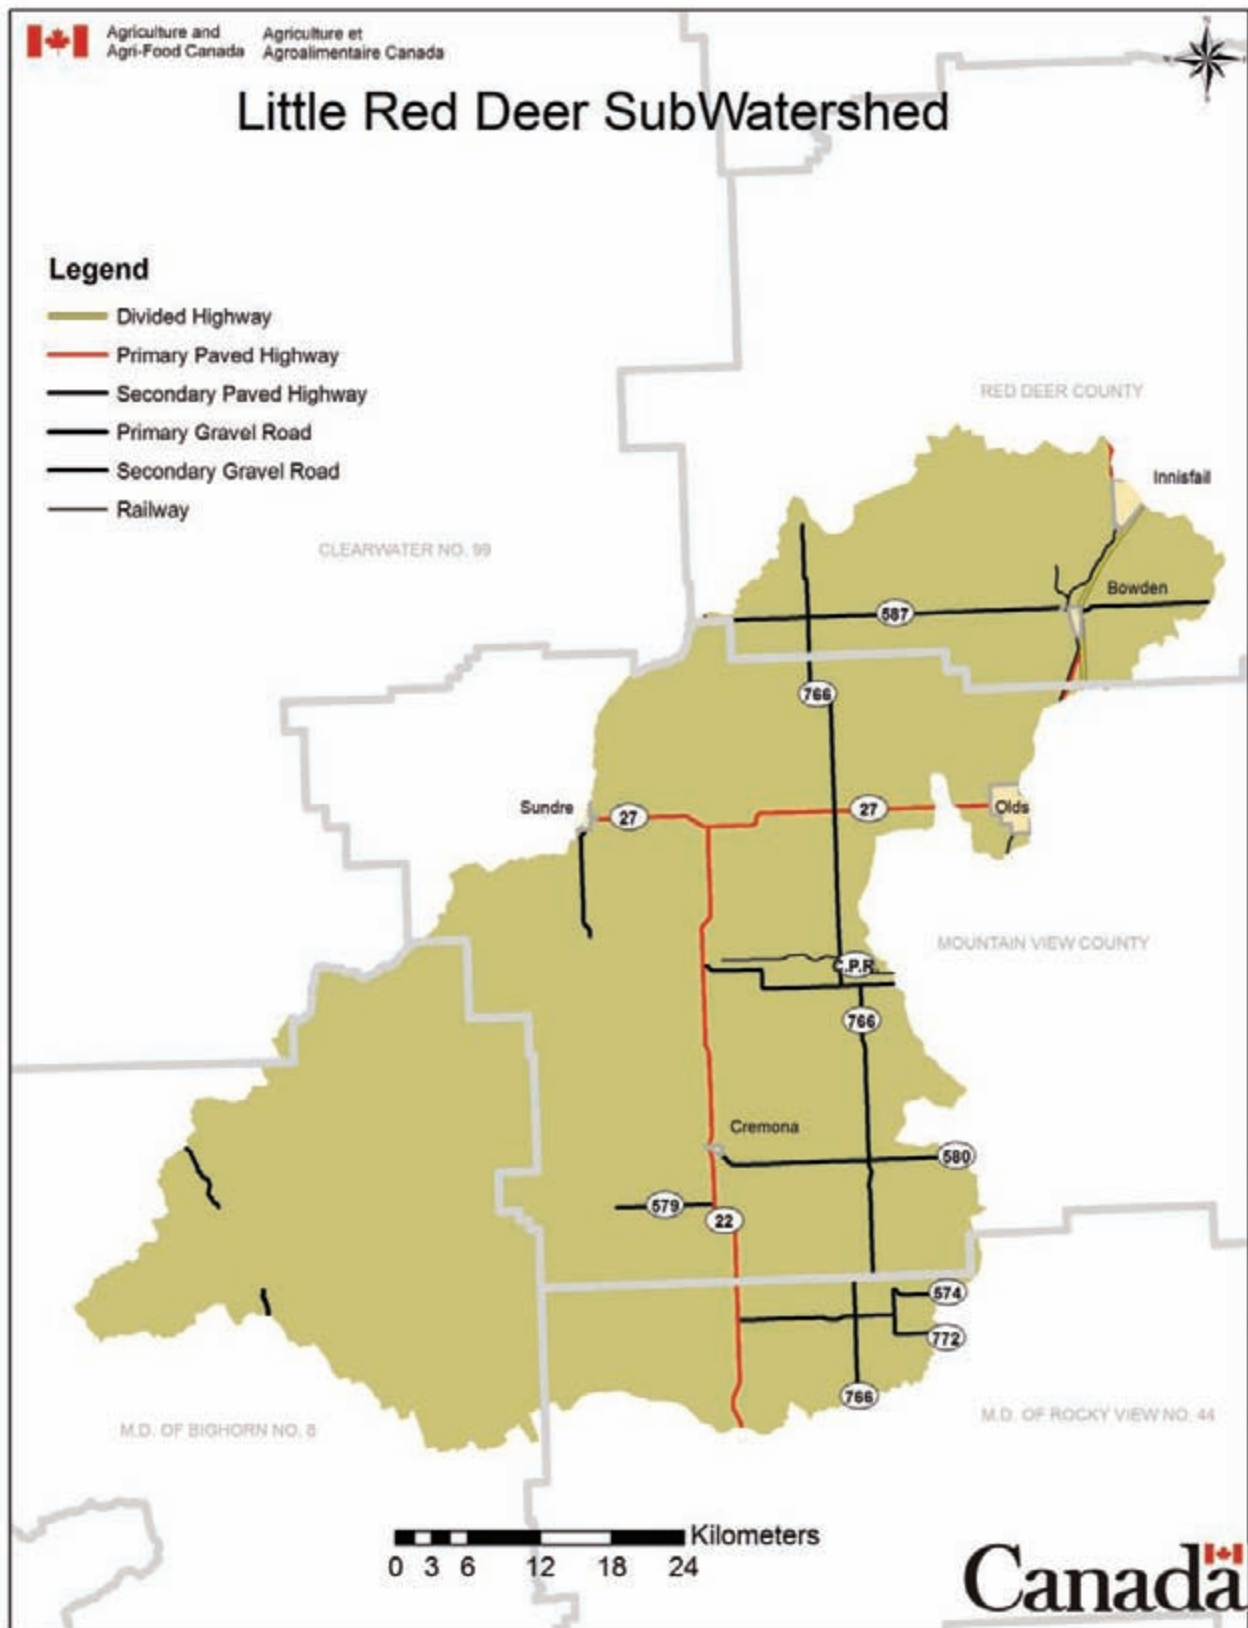 Agriculture and Agriculture et
Agri-Food Canada Agroalimentaire Canada
Little Red Deer SubWatershed
N
Legend
Divided Highway
Primary Paved Highway
Secondary Paved Highway
Primary Gravel Road
Secondary Gravel Road
Railway
RED DEER COUNTY
Innisfail
CLEARWATER NO. 99
Bowden
587
766
Sundre
27
27
Olds
MOUNTAIN VIEW COUNTY
C.P.R.
766
Cremona
580
579
22
574
772
766
M.D. OF BIGHORN NO. 8
M.D. OF ROCKY VIEW NO. 44
Kilometers
0 3 6 12 18 24
Canada